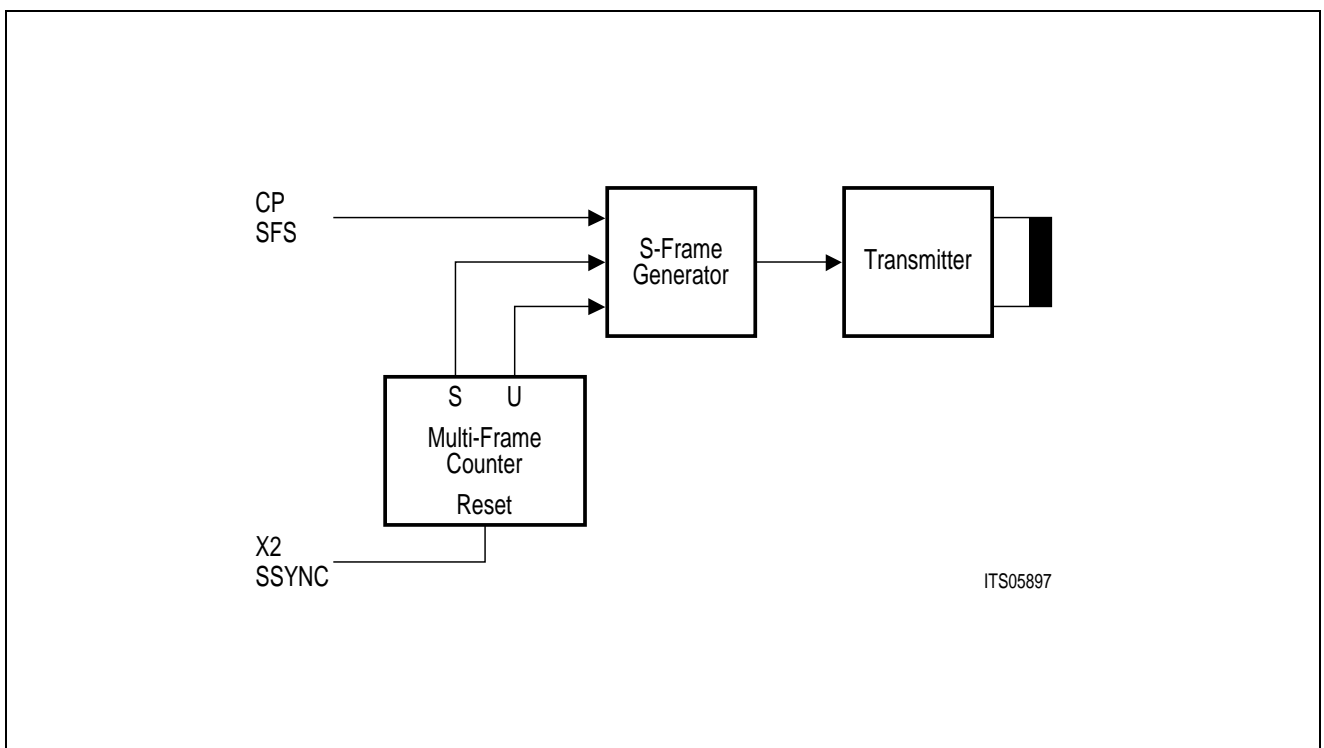 CP
SFS
S-Frame
Generator
Transmitter
S U
Multi-Frame
Counter
Reset
X2
SSYNC
ITS05897